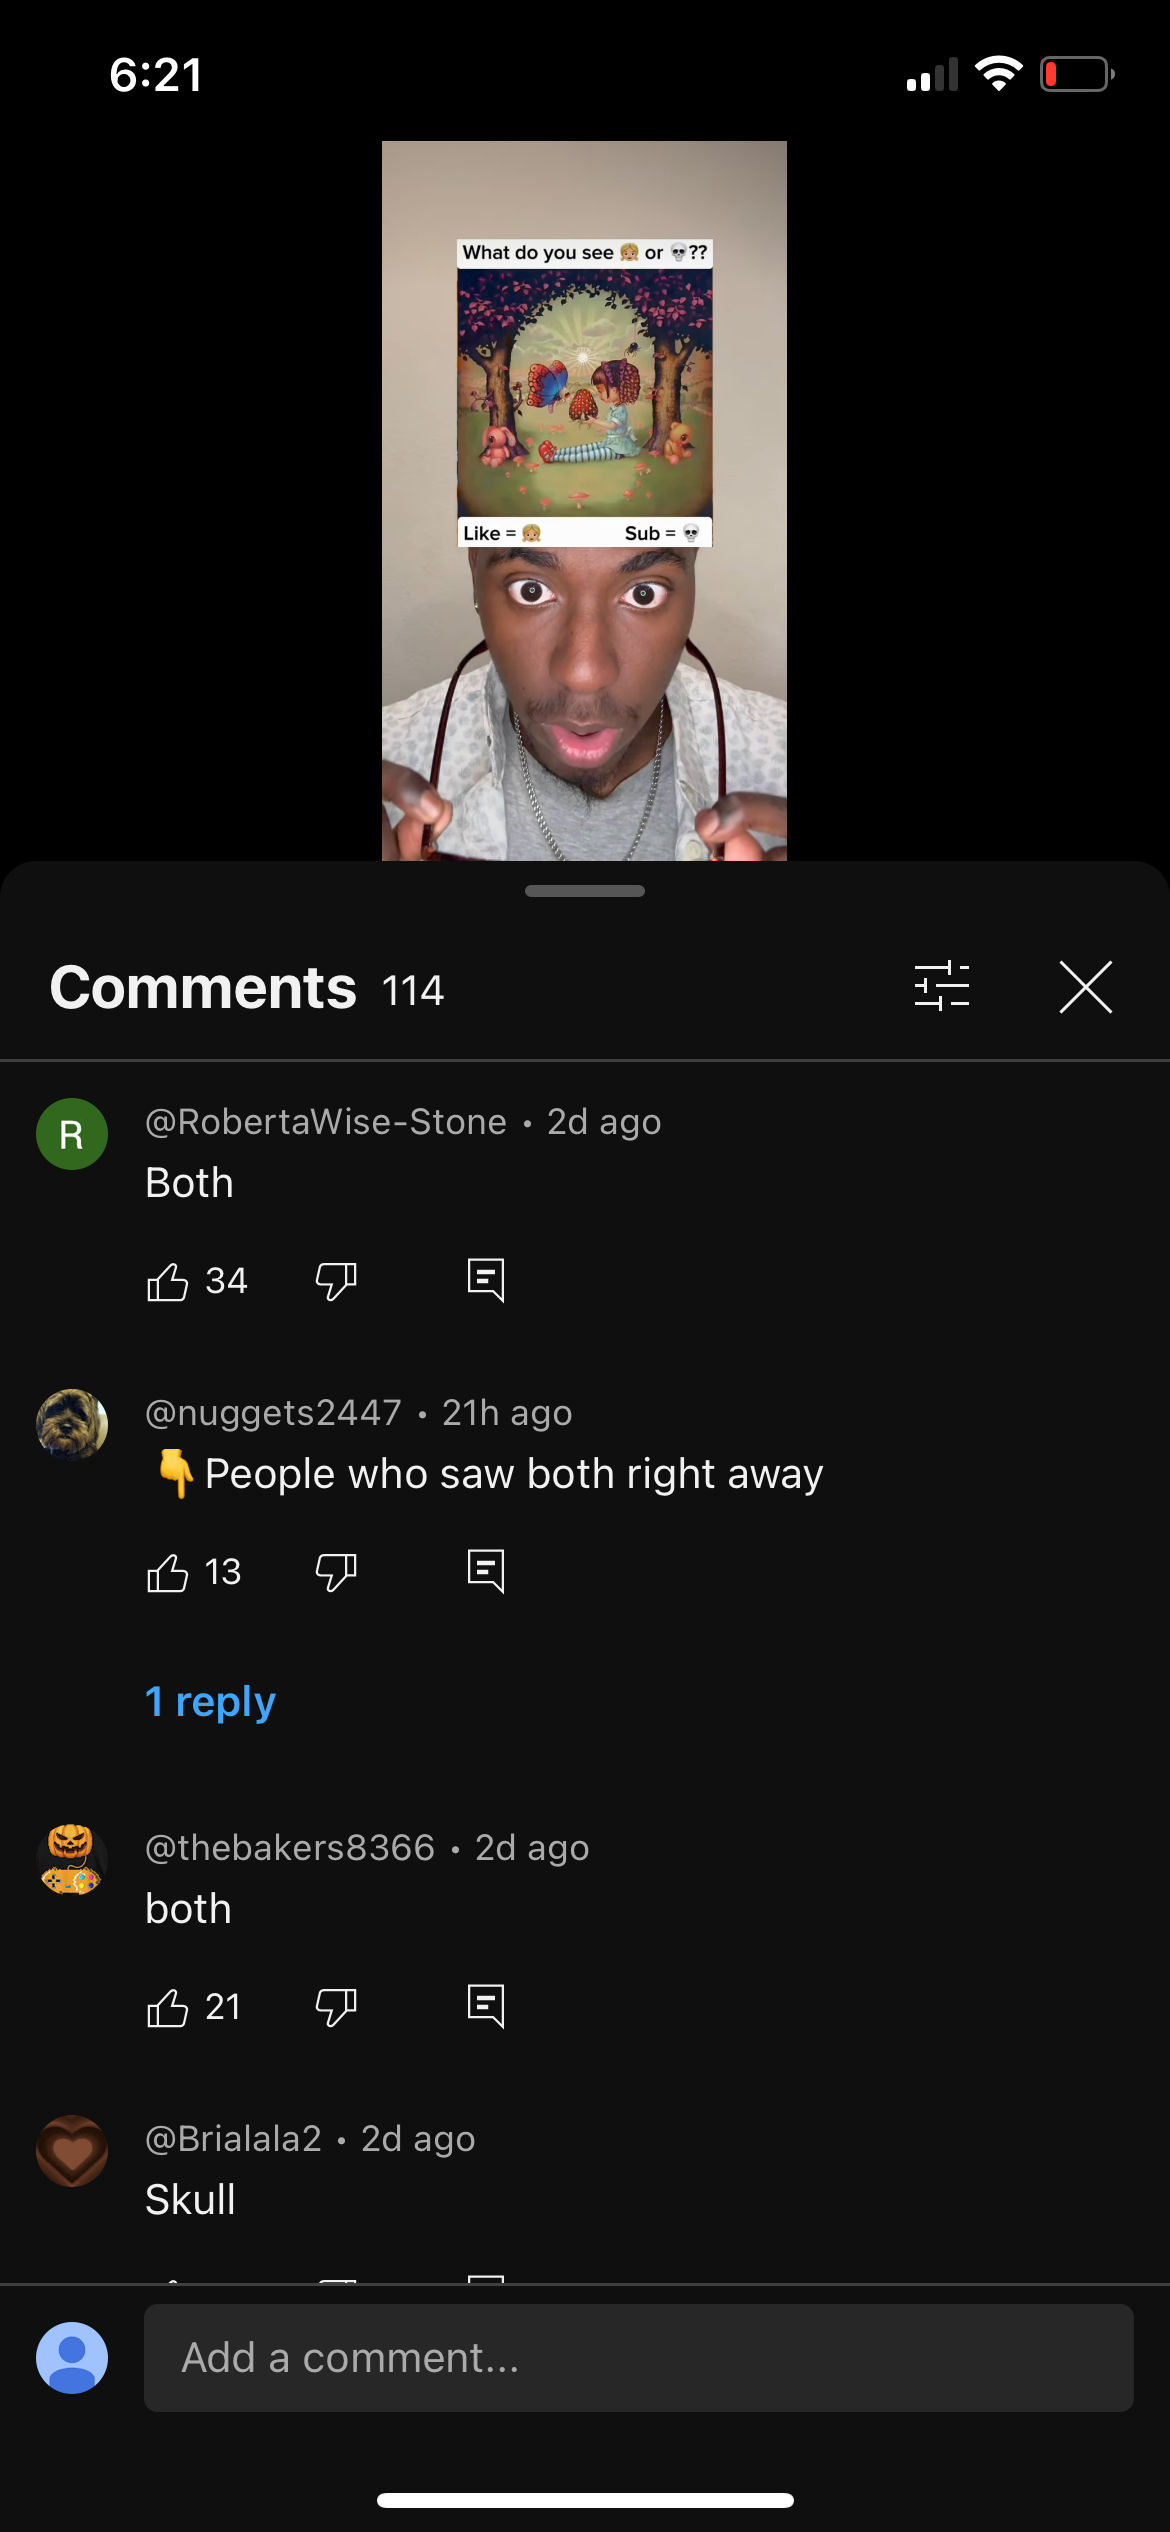 6:21
What do you see 👧🏼 or 💀??
Like = 👧🏼 Sub = 💀
Comments 114
R @RobertaWise-Stone • 2d ago
Both
34
@nuggets2447 • 21h ago
👇People who saw both right away
13
1 reply
@thebakers8366 • 2d ago
both
21
@Brialala2 • 2d ago
Skull
Add a comment...